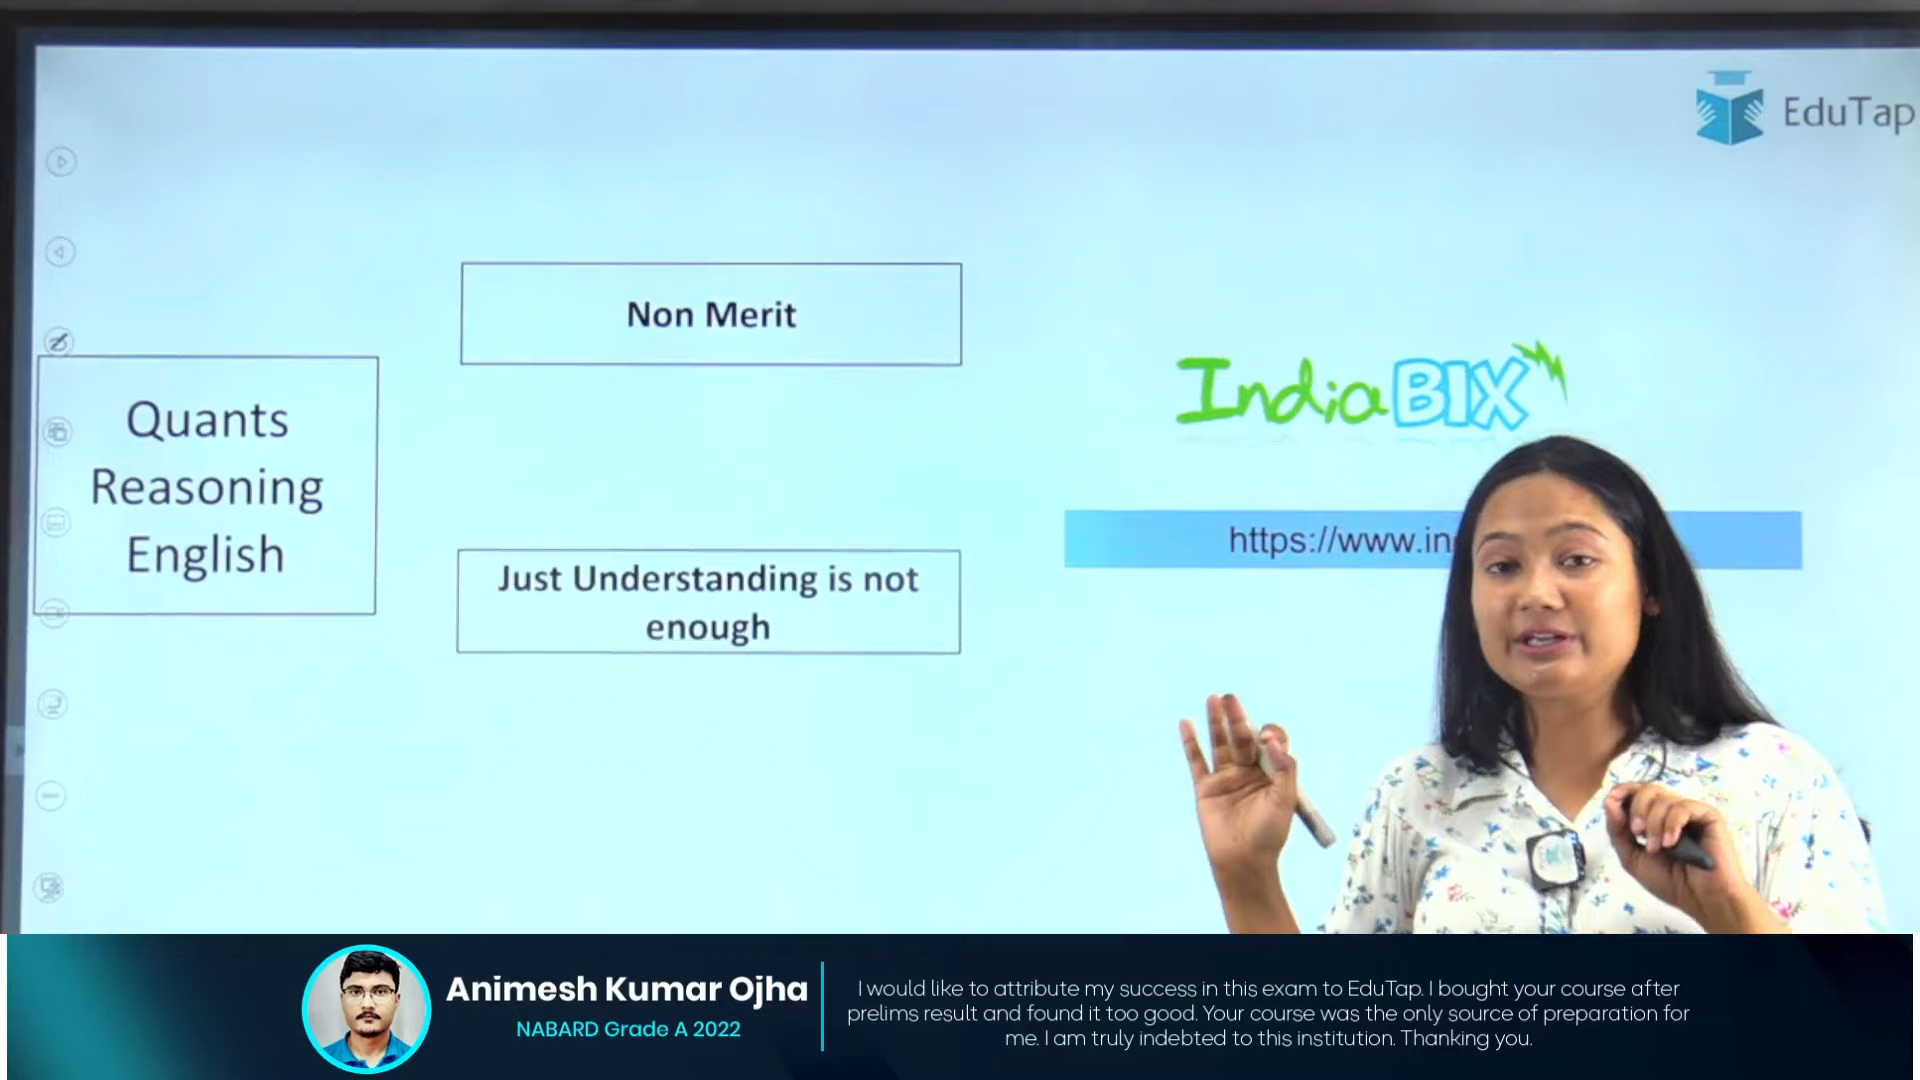 EduTap
Non Merit
Quants
Reasoning
English
IndiaBIX
https://www.in
Just Understanding is not
enough
Animesh Kumar Ojha
NABARD Grade A 2022
I would like to attribute my success in this exam to EduTap. I bought your course after
prelims result and found it too good. Your course was the only source of preparation for
me. I am truly indebted to this institution. Thanking you.